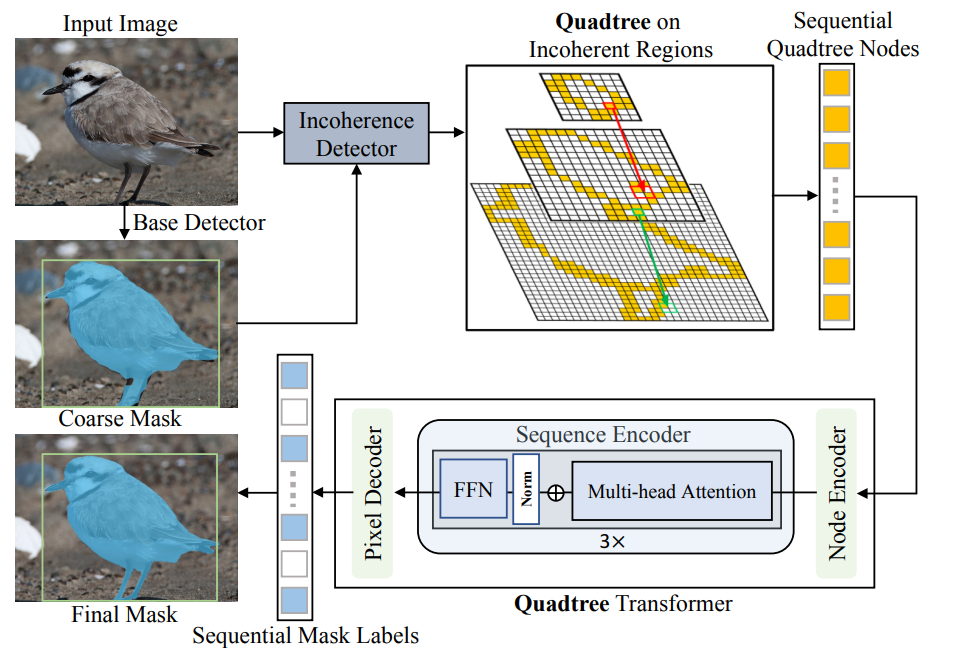 Input Image
Quadtree on
Incoherent Regions
Sequential
Quadtree Nodes
Incoherence
Detector
Base Detector
Coarse Mask
Final Mask
Sequential Mask Labels
Pixel Decoder
Sequence Encoder
FFN
Norm
Multi-head Attention
3×
Node Encoder
Quadtree Transformer